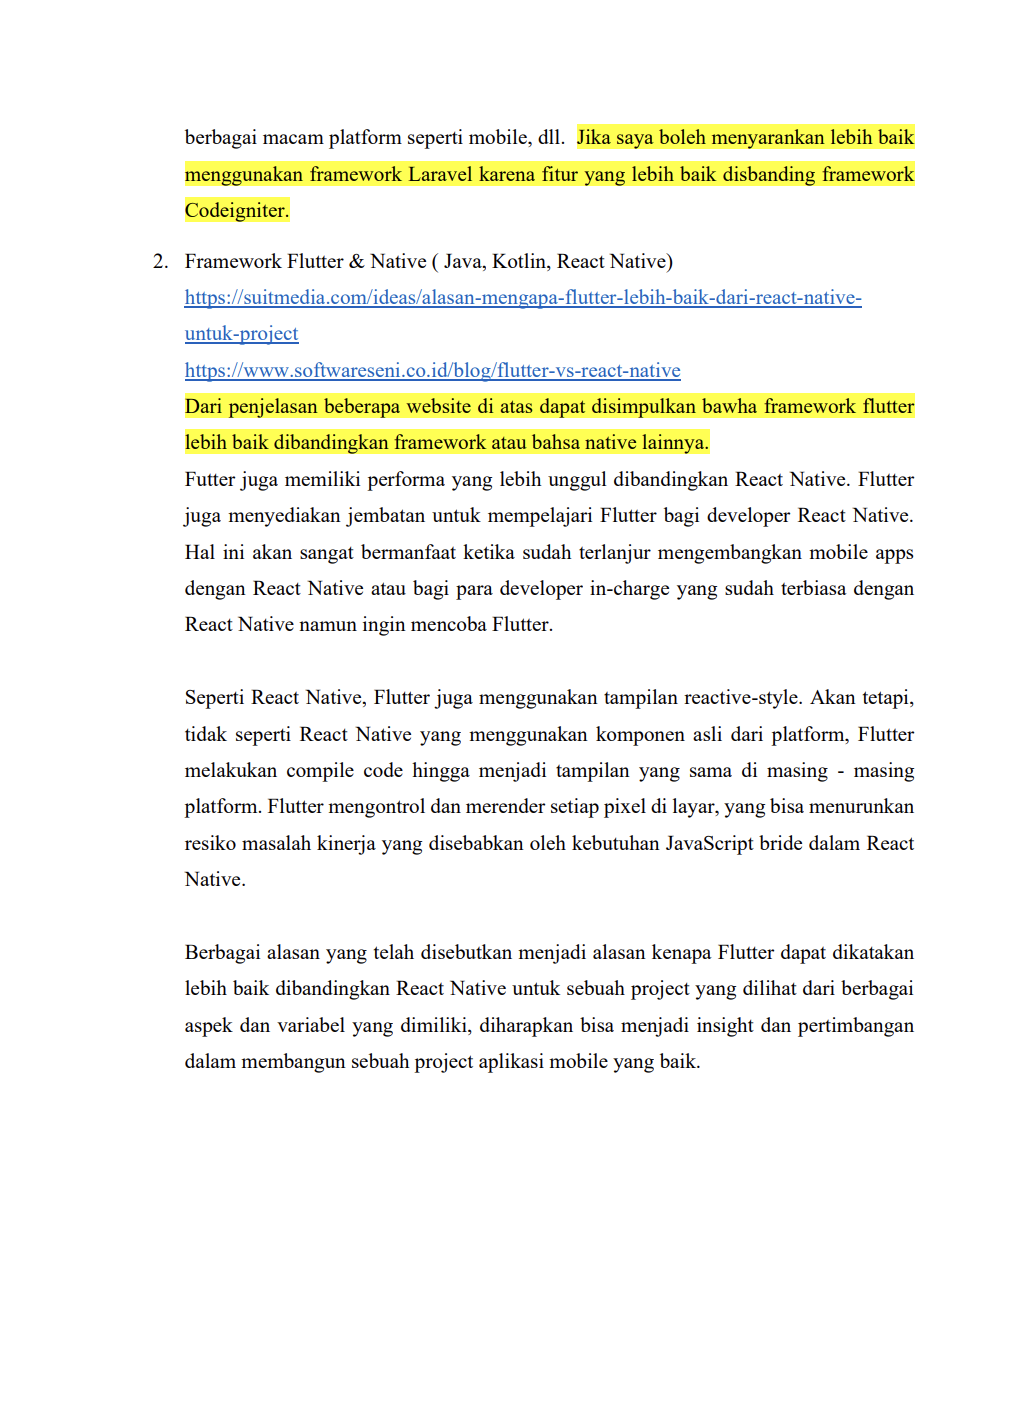 berbagai macam platform seperti mobile, dll. Jika saya boleh menyarankan lebih baik
menggunakan framework Laravel karena fitur yang lebih baik disbanding framework
Codeigniter.
2. Framework Flutter & Native ( Java, Kotlin, React Native)
https://suitmedia.com/ideas/alasan-mengapa-flutter-lebih-baik-dari-react-native-
untuk-project
https://www.softwareseni.co.id/blog/flutter-vs-react-native
Dari penjelasan beberapa website di atas dapat disimpulkan bawha framework flutter
lebih baik dibandingkan framework atau bahsa native lainnya.
Futter juga memiliki performa yang lebih unggul dibandingkan React Native. Flutter
juga menyediakan jembatan untuk mempelajari Flutter bagi developer React Native.
Hal ini akan sangat bermanfaat ketika sudah terlanjur mengembangkan mobile apps
dengan React Native atau bagi para developer in-charge yang sudah terbiasa dengan
React Native namun ingin mencoba Flutter.
Seperti React Native, Flutter juga menggunakan tampilan reactive-style. Akan tetapi,
tidak seperti React Native yang menggunakan komponen asli dari platform, Flutter
melakukan compile code hingga menjadi tampilan yang sama di masing - masing
platform. Flutter mengontrol dan merender setiap pixel di layar, yang bisa menurunkan
resiko masalah kinerja yang disebabkan oleh kebutuhan JavaScript bride dalam React
Native.
Berbagai alasan yang telah disebutkan menjadi alasan kenapa Flutter dapat dikatakan
lebih baik dibandingkan React Native untuk sebuah project yang dilihat dari berbagai
aspek dan variabel yang dimiliki, diharapkan bisa menjadi insight dan pertimbangan
dalam membangun sebuah project aplikasi mobile yang baik.